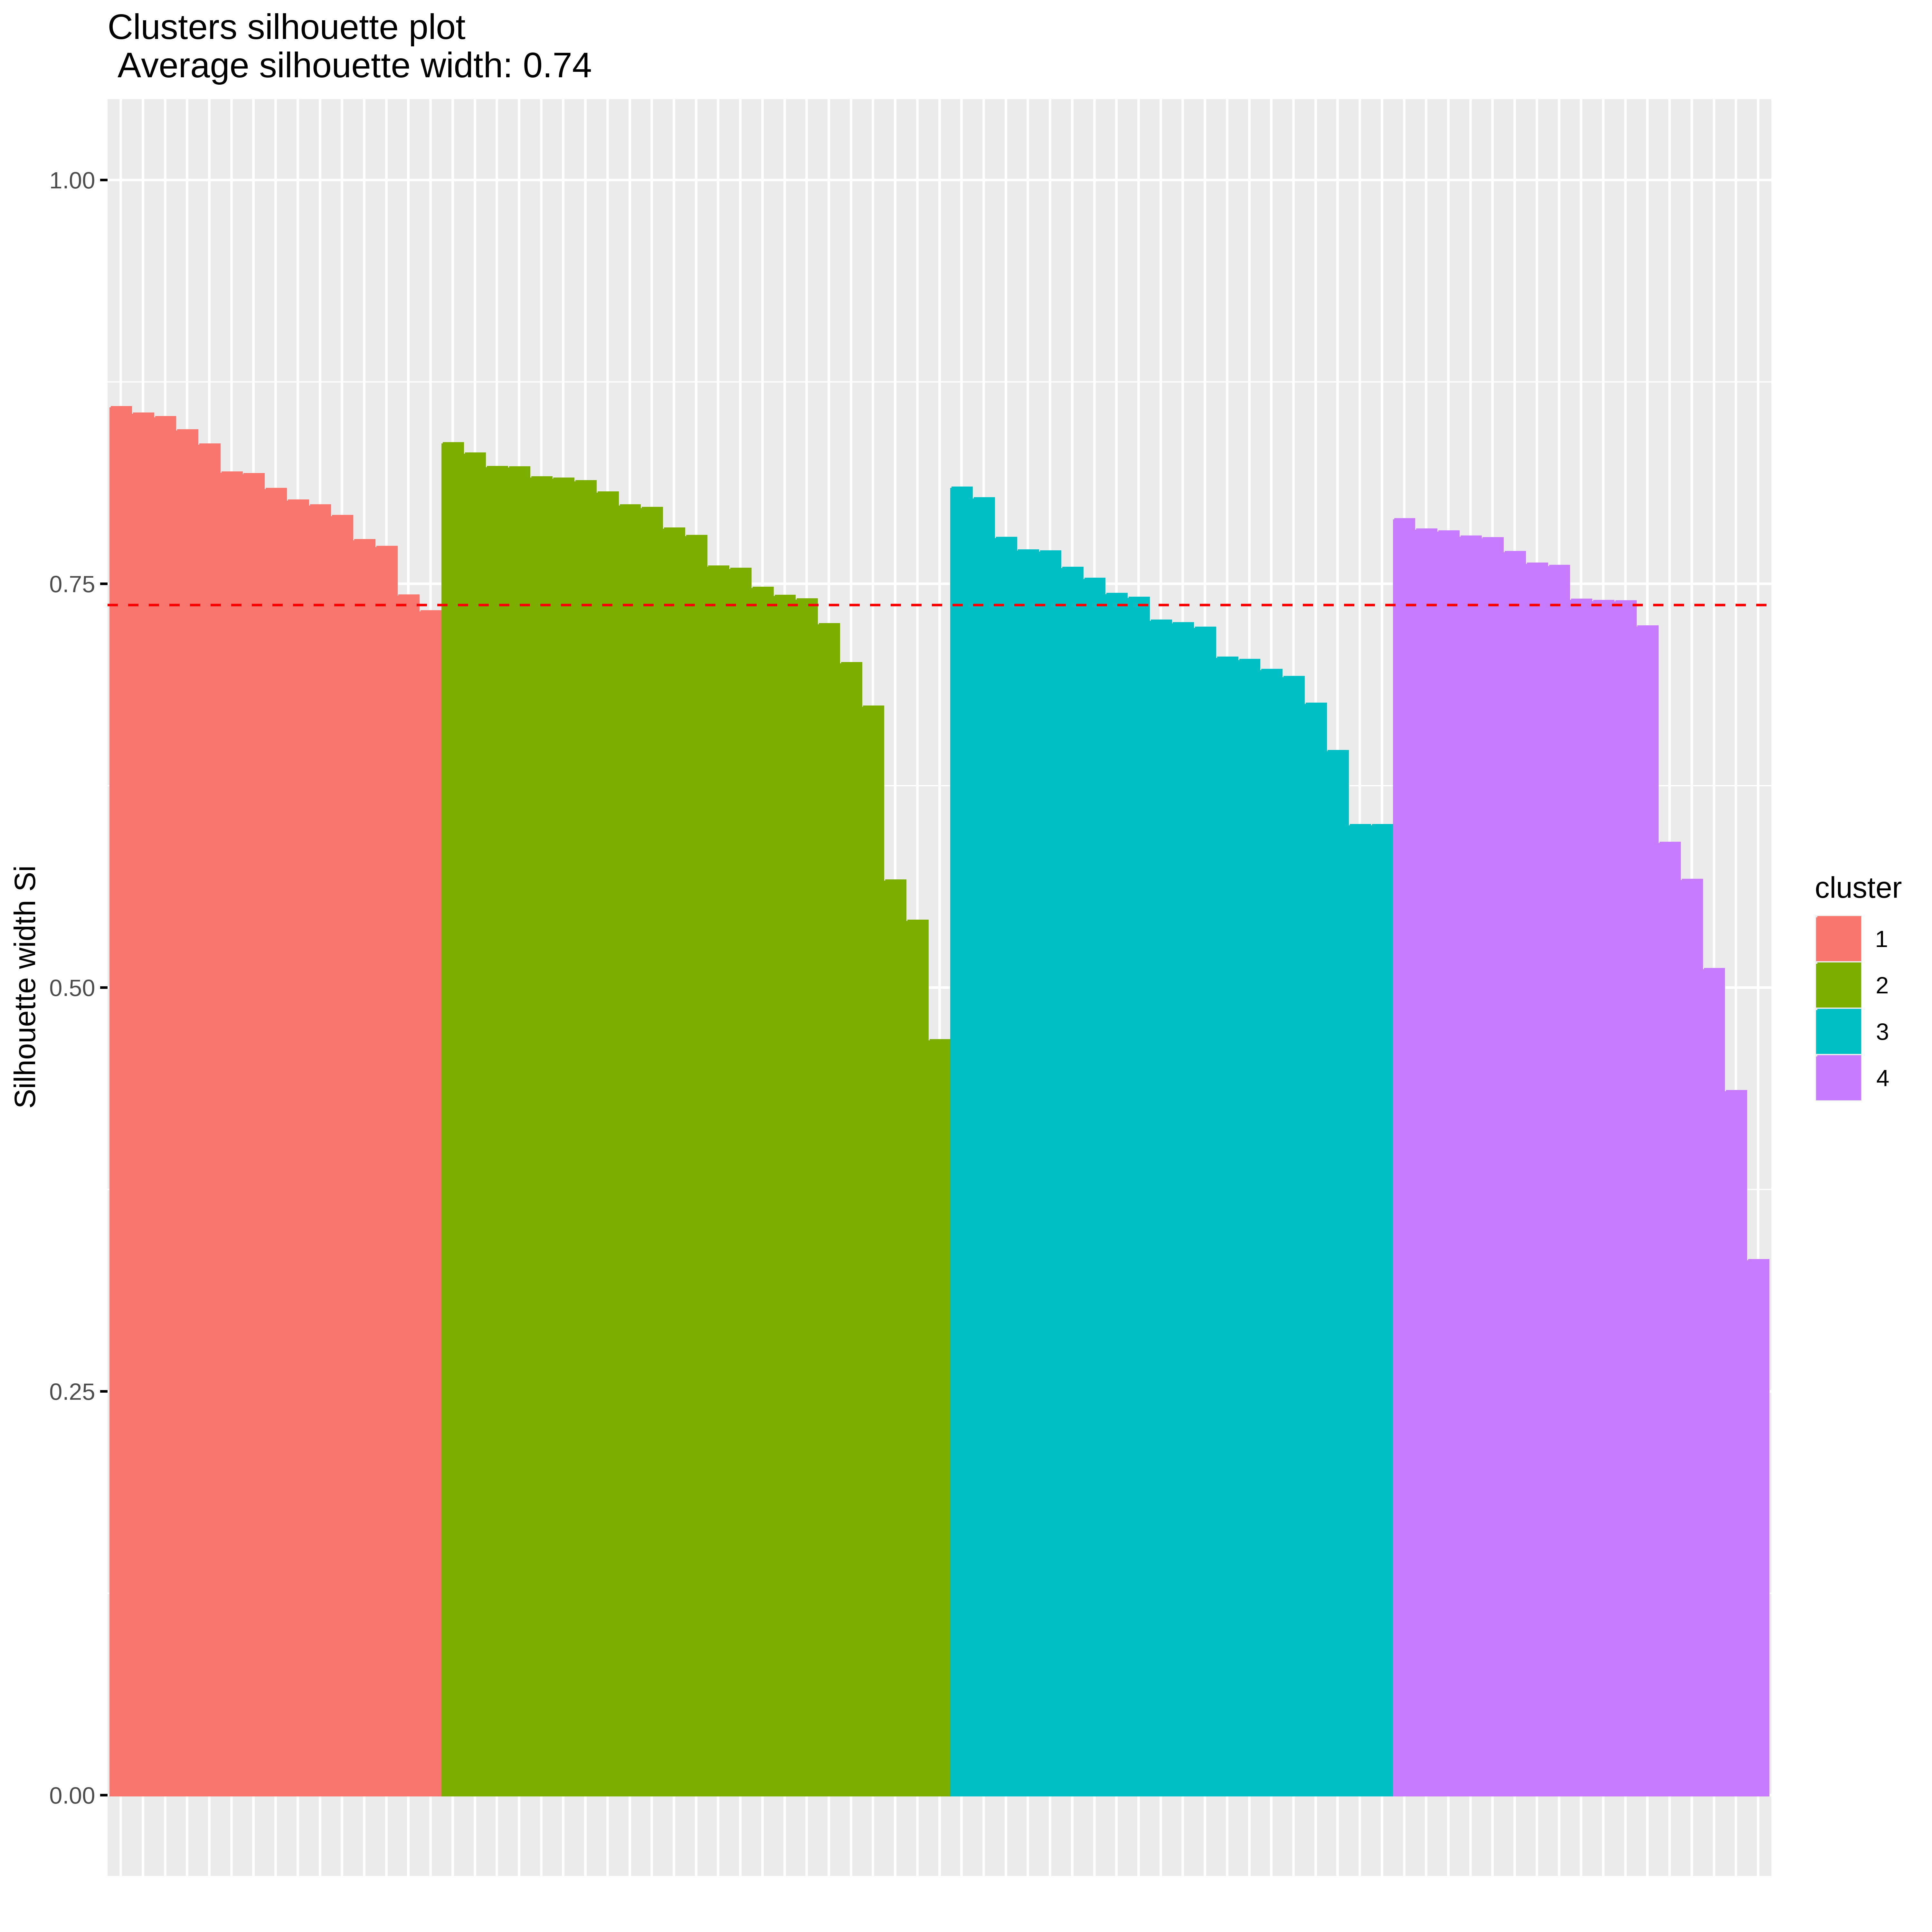 Clusters silhouette plot
Average silhouette width: 0.74
1.00
0.75
0.50
0.25
0.00
Silhouette width Si
cluster
1
2
3
4